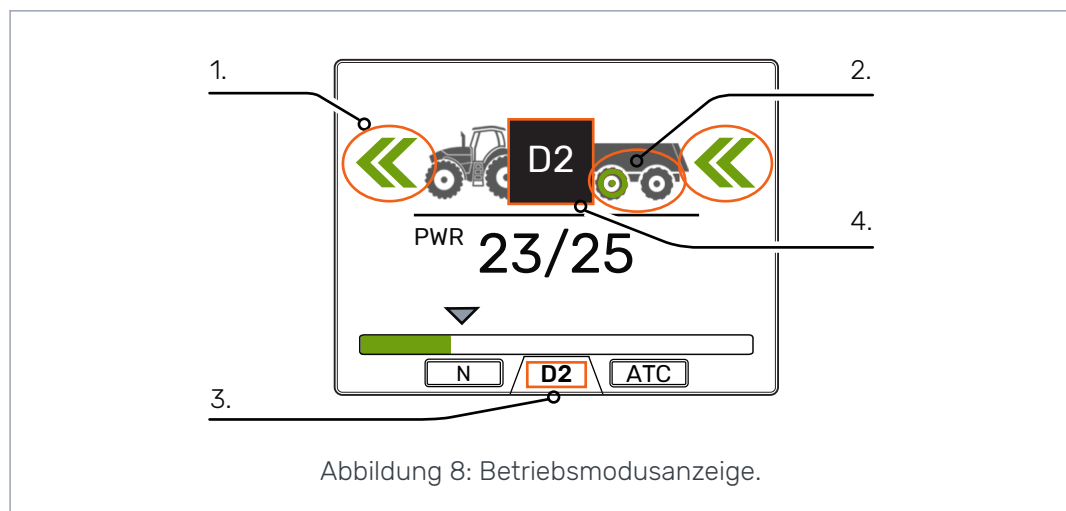 1.
2.
D2
4.
PWR 23/25
N D2 ATC
3.
Abbildung 8: Betriebsmodusanzeige.